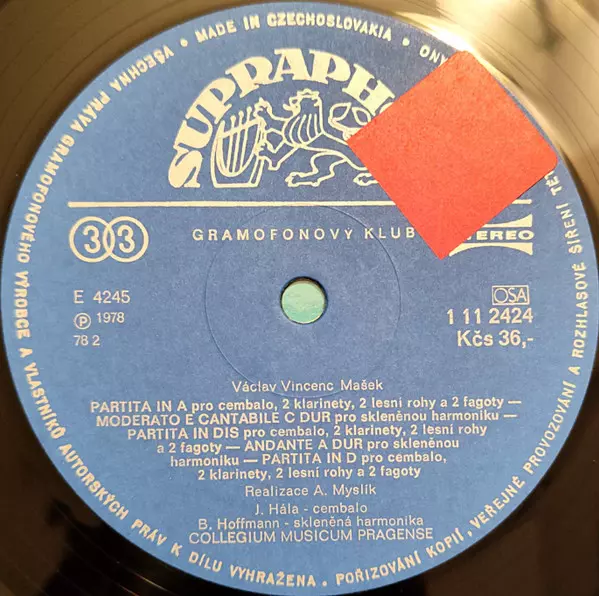 VŠECHNA PRÁVA GRAMOFONOVÉHO VÝROBCE A VLASTNÍKŮ AUTORSKÝCH PRÁV K DÍLU VYHRAŽENA • POŘIZOVÁNÍ KOPIÍ, VEŘEJNÉ PROVOZOVÁNÍ A ROZHLASOVÉ ŠÍŘENÍ
• MADE IN CZECHOSLOVAKIA •
33
GRAMOFONOVÝ KLUB
E 4245
Ⓟ 1978
78 2
OSA
1 11 2424
Kčs 36,-
Václav Vincenc Mašek
PARTITA IN A pro cembalo, 2 klarinety, 2 lesní rohy a 2 fagoty —
MODERATO E CANTABILE C DUR pro skleněnou harmoniku —
PARTITA IN DIS pro cembalo, 2 klarinety, 2 lesní rohy
a 2 fagoty — ANDANTE A DUR pro skleněnou
harmoniku — PARTITA IN D pro cembalo,
2 klarinety, 2 lesní rohy a 2 fagoty
Realizace A. Myslík
J. Hála - cembalo
B. Hoffmann - skleněná harmonika
COLLEGIUM MUSICUM PRAGENSE